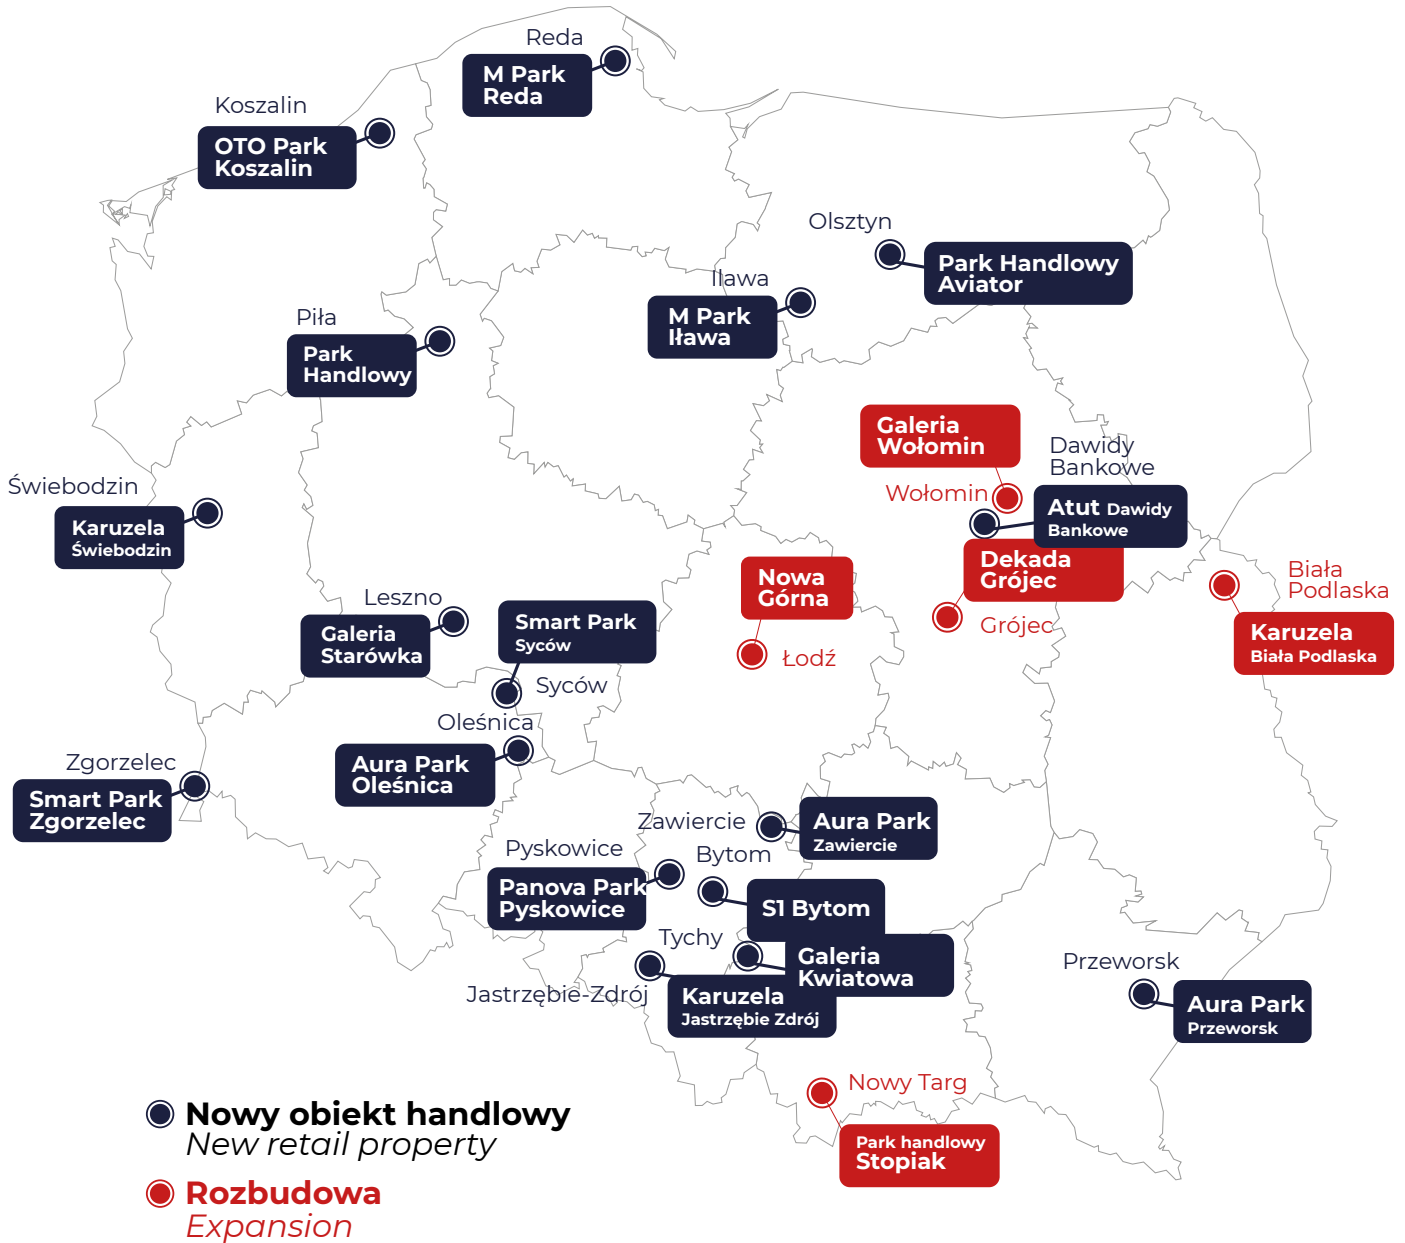 Reda
M Park
Reda
Koszalin
OTO Park
Koszalin
Olsztyn
Park Handlowy
Aviator
Iława
M Park
Iława
Piła
Park
Handlowy
Galeria
Wołomin
Wołomin
Dawidy
Bankowe
Atut Dawidy
Bankowe
Świebodzin
Karuzela
Świebodzin
Dekada
Grójec
Grójec
Nowa
Górna
Łodź
Biała
Podlaska
Karuzela
Biała Podlaska
Leszno
Galeria
Starówka
Smart Park
Syców
Syców
Oleśnica
Aura Park
Oleśnica
Zgorzelec
Smart Park
Zgorzelec
Zawiercie
Aura Park
Zawiercie
Pyskowice
Panova Park
Pyskowice
Bytom
S1 Bytom
Tychy
Galeria
Kwiatowa
Jastrzębie-Zdrój
Karuzela
Jastrzębie Zdrój
Przeworsk
Aura Park
Przeworsk
Nowy Targ
Park handlowy
Stopiak
Nowy obiekt handlowy
New retail property
Rozbudowa
Expansion